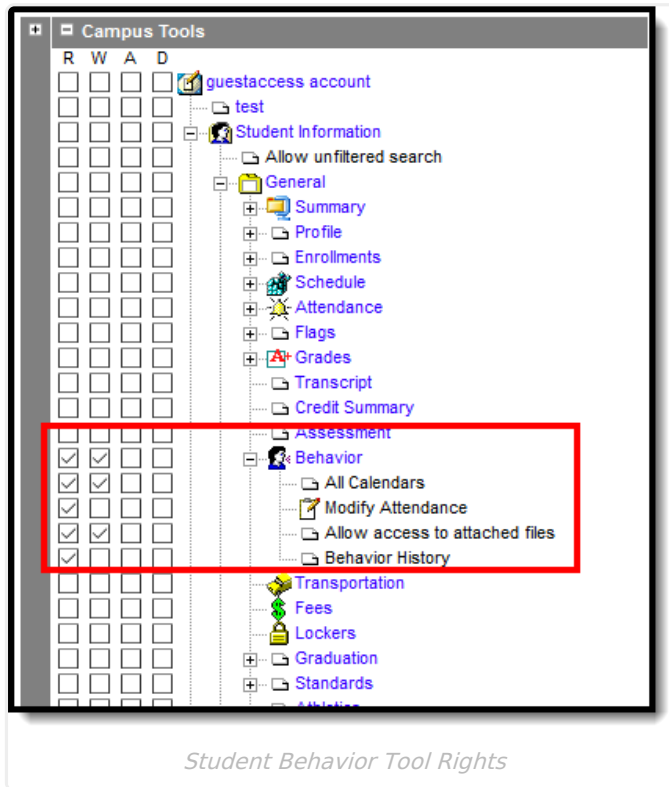 Campus Tools
R W A D
guestaccess account
test
Student Information
Allow unfiltered search
General
Summary
Profile
Enrollments
Schedule
Attendance
Flags
A+ Grades
Transcript
Credit Summary
Assessment
Behavior
All Calendars
Modify Attendance
Allow access to attached files
Behavior History
Transportation
$ Fees
Lockers
Graduation
Standards
Athletics
Student Behavior Tool Rights